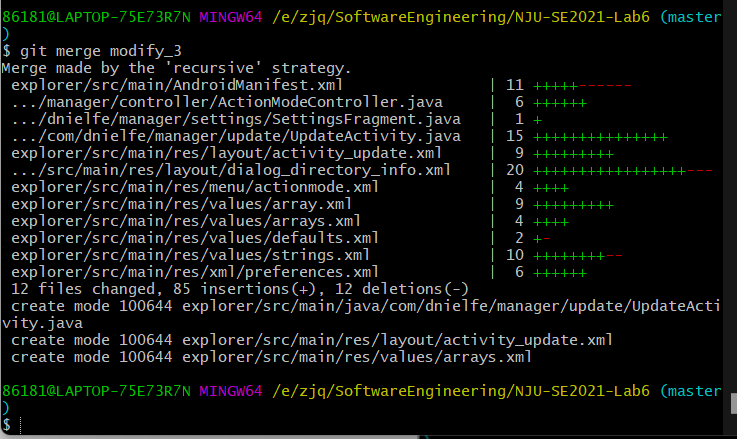 86181@LAPTOP-75E73R7N MINGW64 /e/zjq/SoftwareEngineering/NJU-SE2021-Lab6 (master
)
$ git merge modify_3
Merge made by the 'recursive' strategy.
 explorer/src/main/AndroidManifest.xml              | 11 +++++------
 .../manager/controller/ActionModeController.java   |  6 ++++++
 .../dnielfe/manager/settings/SettingsFragment.java |  1 +
 .../com/dnielfe/manager/update/UpdateActivity.java | 15 +++++++++++++++
 explorer/src/main/res/layout/activity_update.xml   |  9 +++++++++
 .../src/main/res/layout/dialog_directory_info.xml  | 20 +++++++++++++++++---
 explorer/src/main/res/menu/actionmode.xml          |  4 ++++
 explorer/src/main/res/values/array.xml             |  9 +++++++++
 explorer/src/main/res/values/arrays.xml            |  4 ++++
 explorer/src/main/res/values/defaults.xml          |  2 +-
 explorer/src/main/res/values/strings.xml           | 10 ++++++++--
 explorer/src/main/res/xml/preferences.xml          |  6 ++++++
 12 files changed, 85 insertions(+), 12 deletions(-)
 create mode 100644 explorer/src/main/java/com/dnielfe/manager/update/UpdateActi
vity.java
 create mode 100644 explorer/src/main/res/layout/activity_update.xml
 create mode 100644 explorer/src/main/res/values/arrays.xml
86181@LAPTOP-75E73R7N MINGW64 /e/zjq/SoftwareEngineering/NJU-SE2021-Lab6 (master
)
$